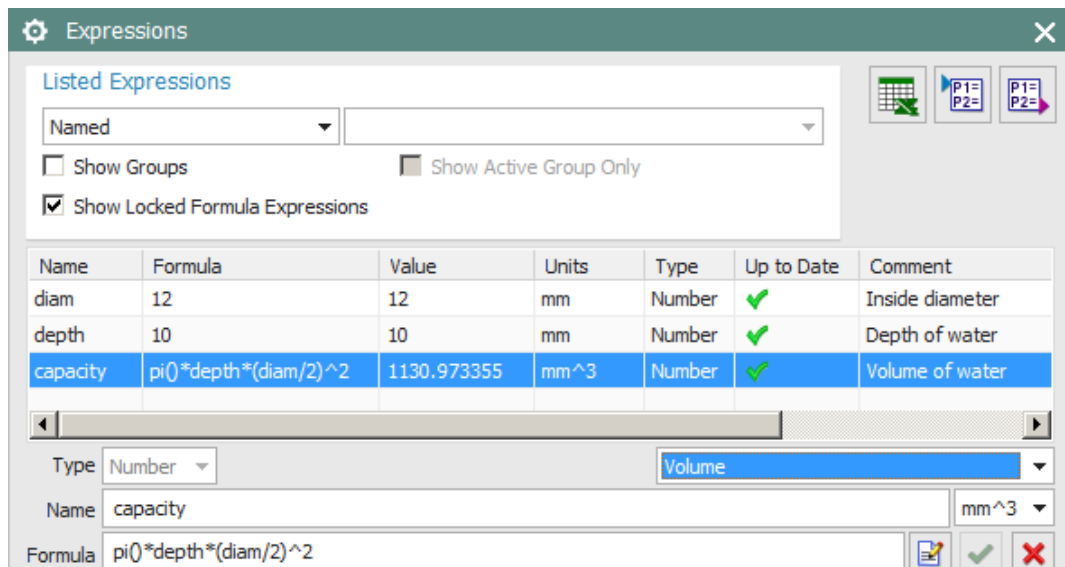 Expressions
Listed Expressions
Named
Show Groups Show Active Group Only
Show Locked Formula Expressions
P1= P2= P1= P2=
Name Formula Value Units Type Up to Date Comment
diam 12 12 mm Number Inside diameter
depth 10 10 mm Number Depth of water
capacity pi()*depth*(diam/2)^2 1130.973355 mm^3 Number Volume of water
Type Number Volume
Name capacity mm^3
Formula pi()*depth*(diam/2)^2